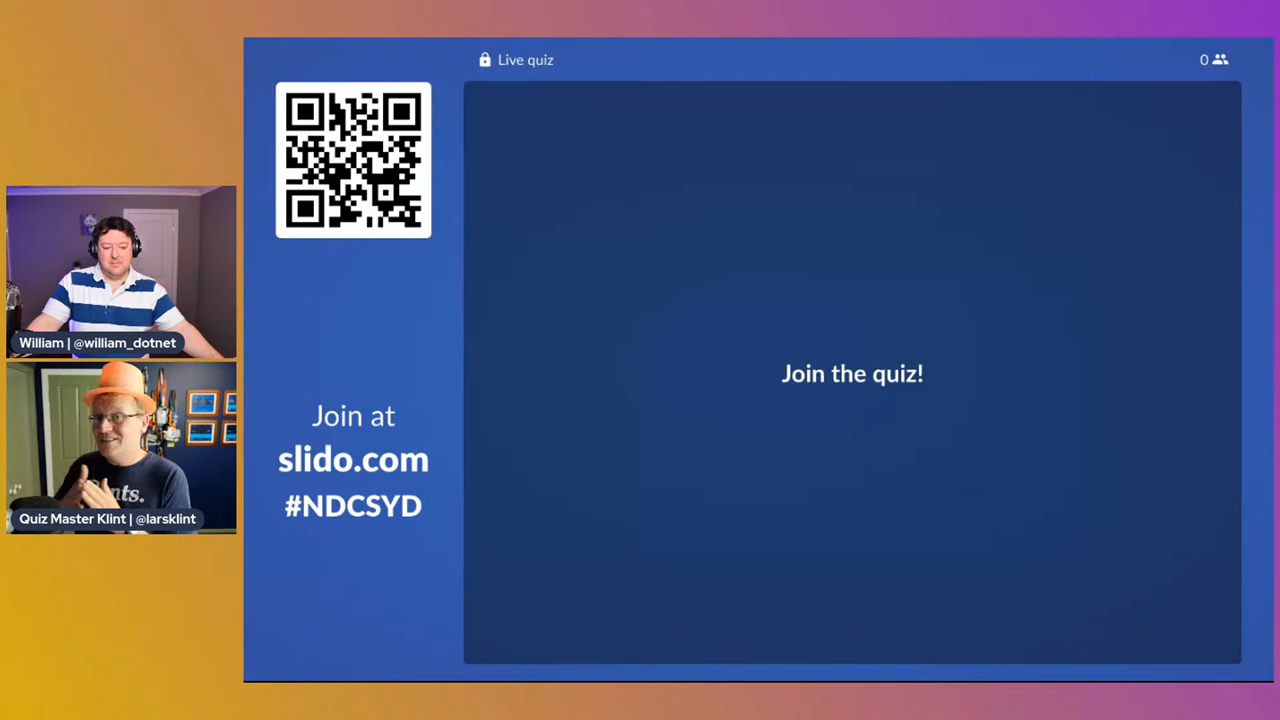 Live quiz
0
Join the quiz!
Join at
slido.com
#NDCSYD
William | @william_dotnet
Quiz Master Klint | @larsklint